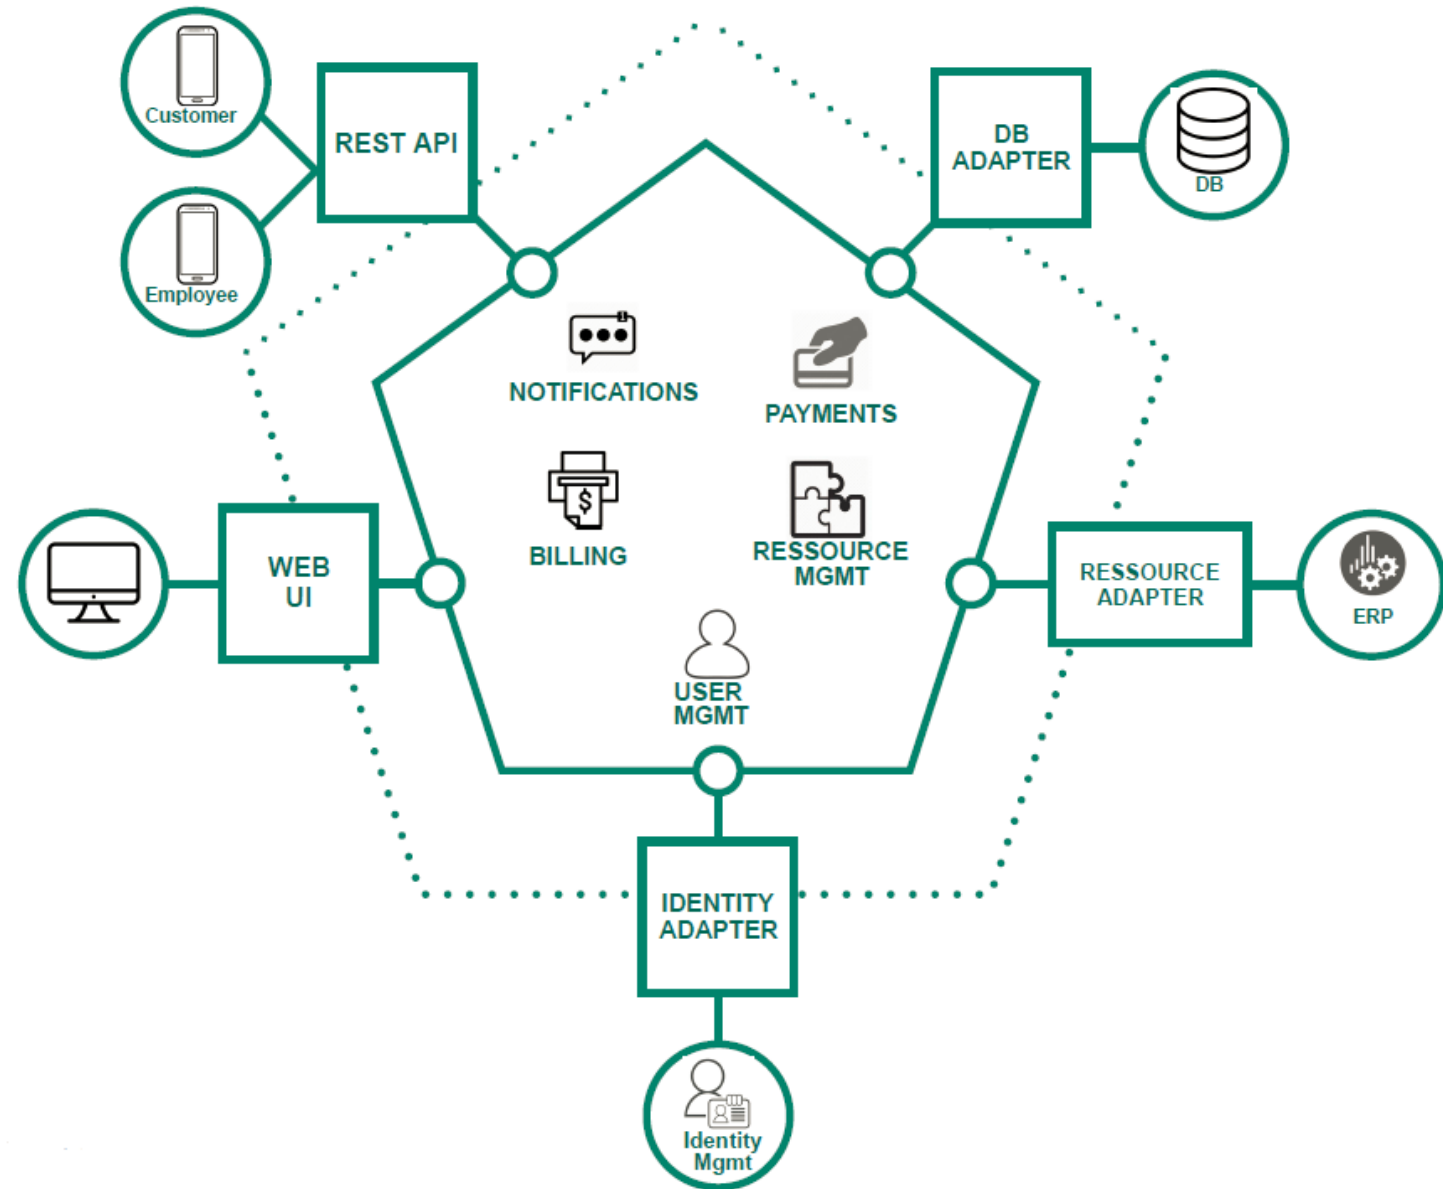 Customer
REST API
Employee
DB
ADAPTER
DB
NOTIFICATIONS
PAYMENTS
BILLING
$
RESSOURCE
MGMT
WEB
UI
RESSOURCE
ADAPTER
ERP
USER
MGMT
IDENTITY
ADAPTER
Identity
Mgmt